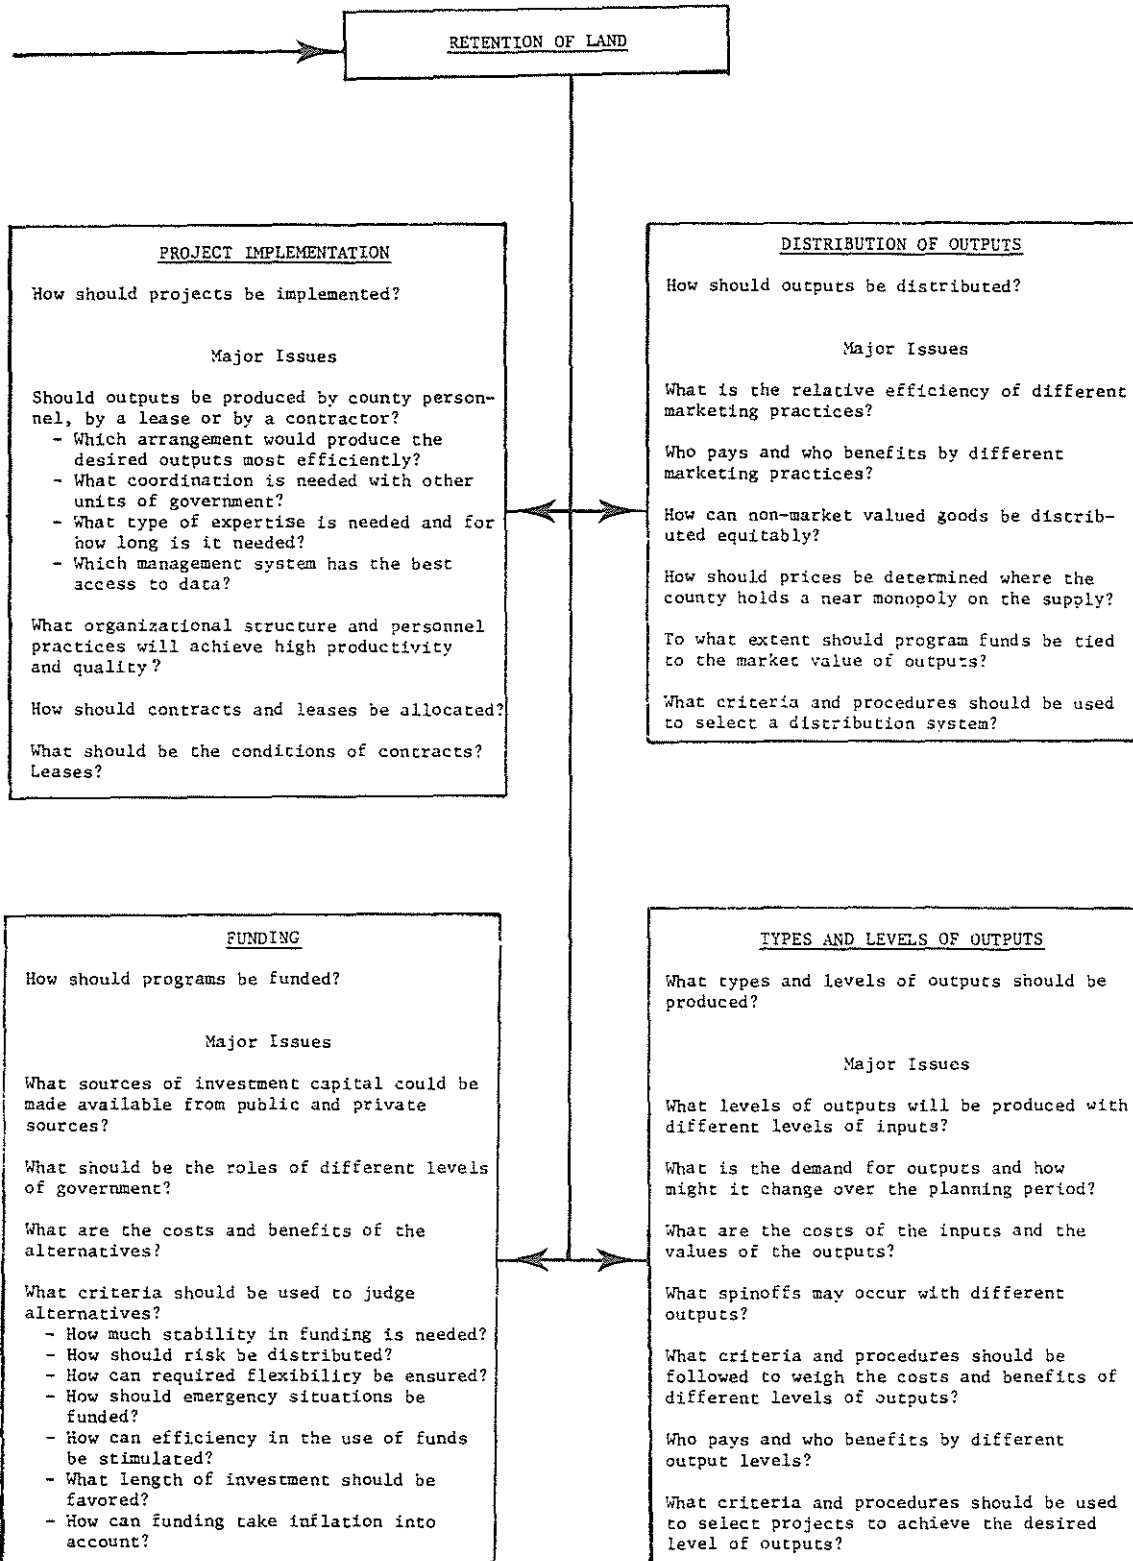 RETENTION OF LAND
PROJECT IMPLEMENTATION
How should projects be implemented?
Major Issues
Should outputs be produced by county person-
nel, by a lease or by a contractor?
- Which arrangement would produce the
desired outputs most efficiently?
- What coordination is needed with other
units of government?
- What type of expertise is needed and for
how long is it needed?
- Which management system has the best
access to data?
What organizational structure and personnel
practices will achieve high productivity
and quality?
How should contracts and leases be allocated?
What should be the conditions of contracts?
Leases?
DISTRIBUTION OF OUTPUTS
How should outputs be distributed?
Major Issues
What is the relative efficiency of different
marketing practices?
Who pays and who benefits by different
marketing practices?
How can non-market valued goods be distrib-
uted equitably?
How should prices be determined where the
county holds a near monopoly on the supply?
To what extent should program funds be tied
to the market value of outputs?
What criteria and procedures should be used
to select a distribution system?
FUNDING
How should programs be funded?
Major Issues
What sources of investment capital could be
made available from public and private
sources?
What should be the roles of different levels
of government?
What are the costs and benefits of the
alternatives?
What criteria should be used to judge
alternatives?
- How much stability in funding is needed?
- How should risk be distributed?
- How can required flexibility be ensured?
- How should emergency situations be
funded?
- How can efficiency in the use of funds
be stimulated?
- What length of investment should be
favored?
- How can funding take inflation into
account?
TYPES AND LEVELS OF OUTPUTS
What types and levels of outputs should be
produced?
Major Issues
What levels of outputs will be produced with
different levels of inputs?
What is the demand for outputs and how
might it change over the planning period?
What are the costs of the inputs and the
values of the outputs?
What spinoffs may occur with different
outputs?
What criteria and procedures should be
followed to weigh the costs and benefits of
different levels of outputs?
Who pays and who benefits by different
output levels?
What criteria and procedures should be used
to select projects to achieve the desired
level of outputs?